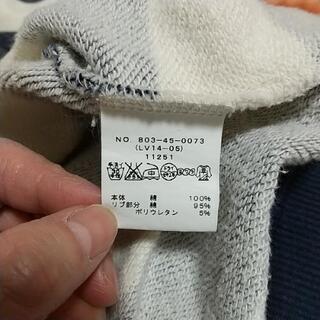 NO. 803-45-0073
(LV14-05)
11251
本体 綿 100%
リブ部分 綿 95%
ポリウレタン 5%